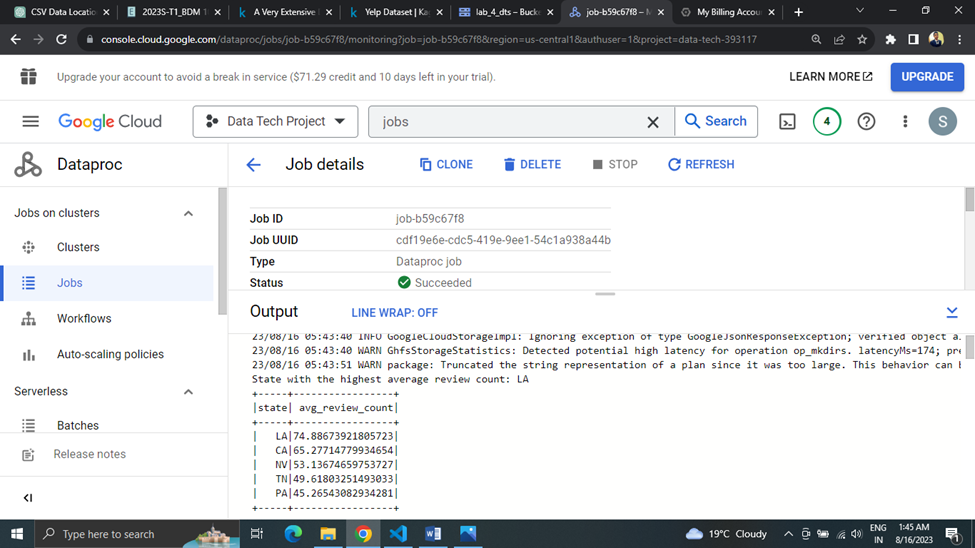 CSV Data Locatio
2023S-T1_BDM 1
A Very Extensive
Yelp Dataset | Ka
lab_4_dts – Bucke
job-b59c67f8 – M
My Billing Accou
console.cloud.google.com/dataproc/jobs/job-b59c67f8/monitoring?job=job-b59c67f8&region=us-central1&authuser=1&project=data-tech-393117
Upgrade your account to avoid a break in service ($71.29 credit and 10 days left in your trial).
LEARN MORE
UPGRADE
Google Cloud
Data Tech Project
jobs
Search
4
S
Dataproc
Job details
CLONE
DELETE
STOP
REFRESH
Jobs on clusters
Clusters
Jobs
Workflows
Auto-scaling policies
Serverless
Batches
Release notes
Job ID job-b59c67f8
Job UUID cdf19e6e-cdc5-419e-9ee1-54c1a938a44b
Type Dataproc job
Status Succeeded
Output
LINE WRAP: OFF
23/08/16 05:43:40 INFO GoogleCloudStorageImpl: Ignoring exception of type GoogleJsonResponseException; verified object al
23/08/16 05:43:40 WARN GhfsStorageStatistics: Detected potential high latency for operation op_mkdirs. latencyMs=174; pre
23/08/16 05:43:51 WARN package: Truncated the string representation of a plan since it was too large. This behavior can b
State with the highest average review count: LA
+-----+----------------+
|state| avg_review_count|
+-----+----------------+
| LA|74.88673921805723|
| CA|65.27714779934654|
| NV|53.13674659753727|
| TN|49.61803251493033|
| PA|45.26543082934281|
+-----+----------------+
Type here to search
19°C Cloudy
ENG
IN
1:45 AM
8/16/2023
1